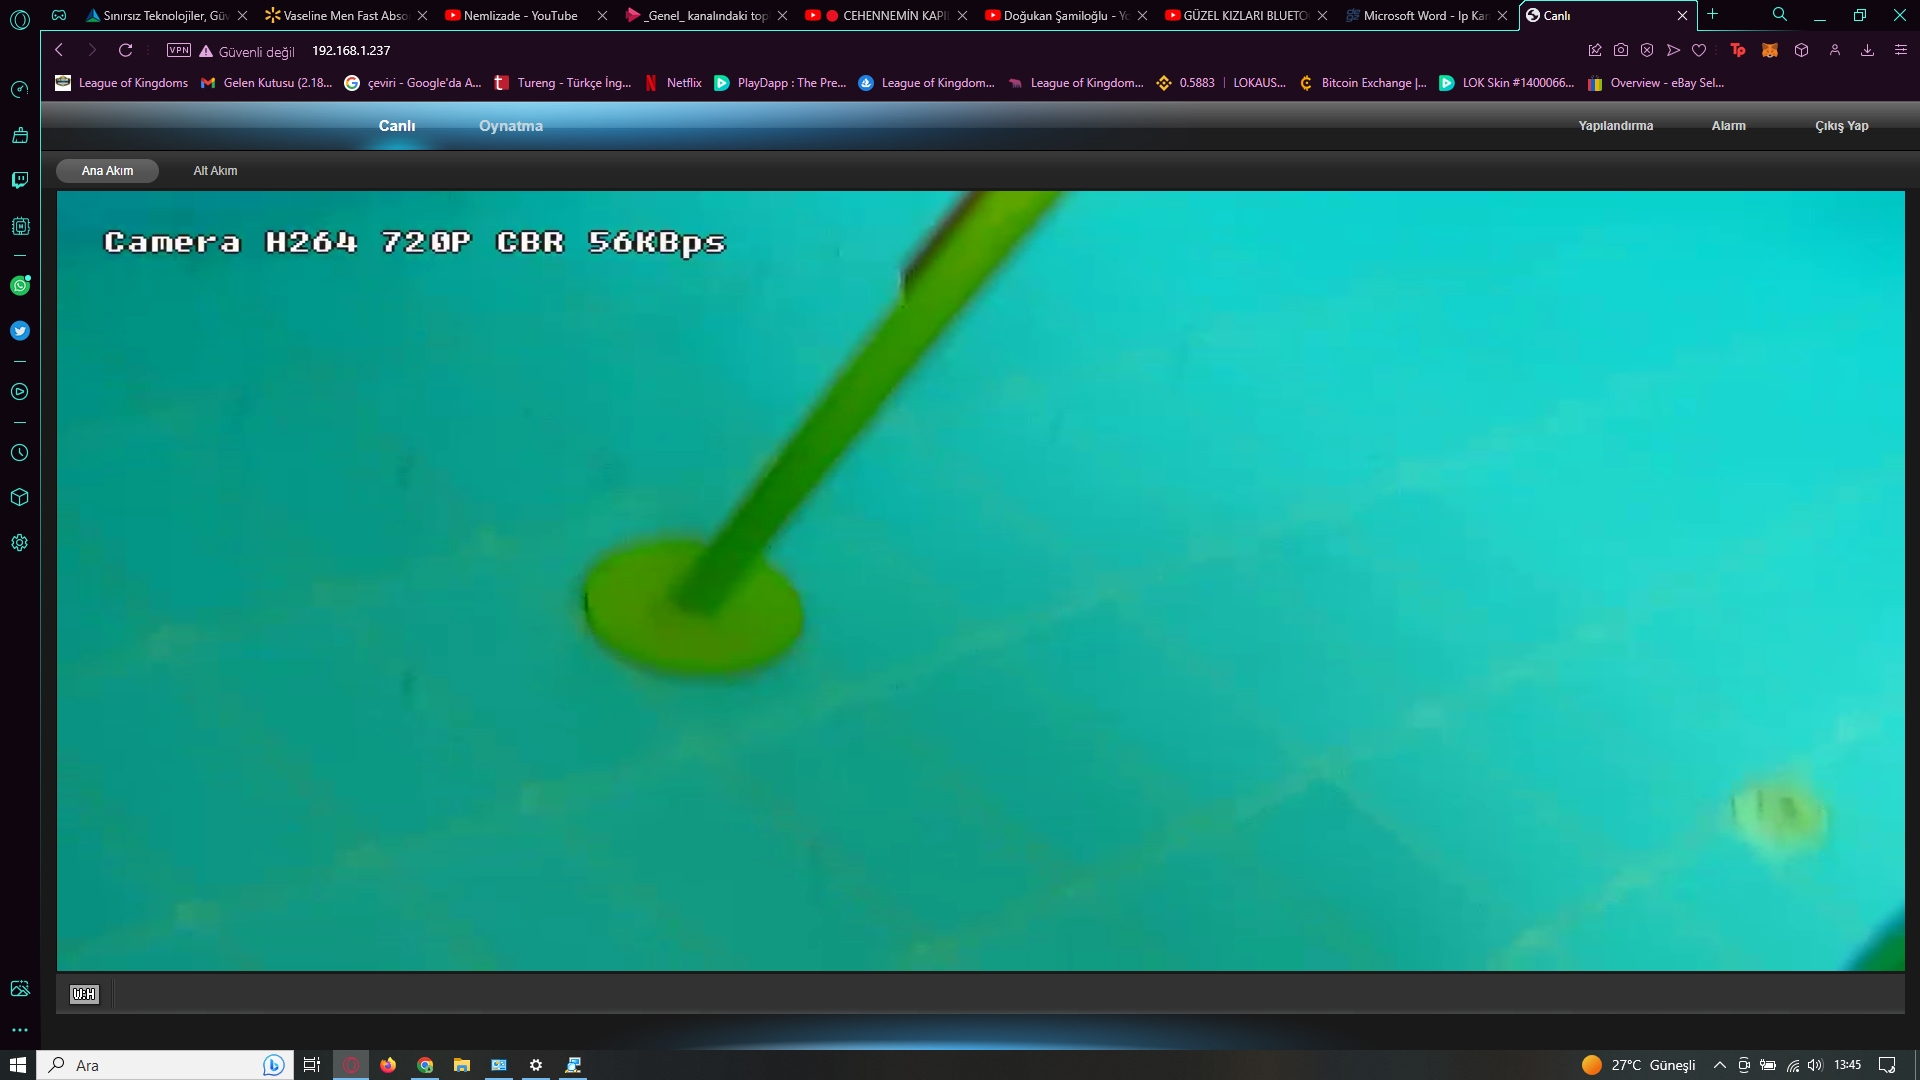 Sınırsız Teknolojiler, Güv
Vaseline Men Fast Abso
Nemlizade - YouTube
_Genel_ kanalındaki top
CEHENNEMİN KAPI
Doğukan Şamiloğlu - Yo
GÜZEL KIZLARI BLUETO
Microsoft Word - Ip Kam
Canlı
VPN
Güvenli değil
192.168.1.237
League of Kingdoms
Gelen Kutusu (2.18...
çeviri - Google'da A...
Tureng - Türkçe İng...
Netflix
PlayDapp : The Pre...
League of Kingdom...
League of Kingdom...
0.5883 | LOKAUS...
Bitcoin Exchange |...
LOK Skin #1400066...
Overview - eBay Sel...
Canlı
Oynatma
Yapılandırma
Alarm
Çıkış Yap
Ana Akım
Alt Akım
Camera H264 720P CBR 56KBps
W:H
Ara
27°C Güneşli
13:45